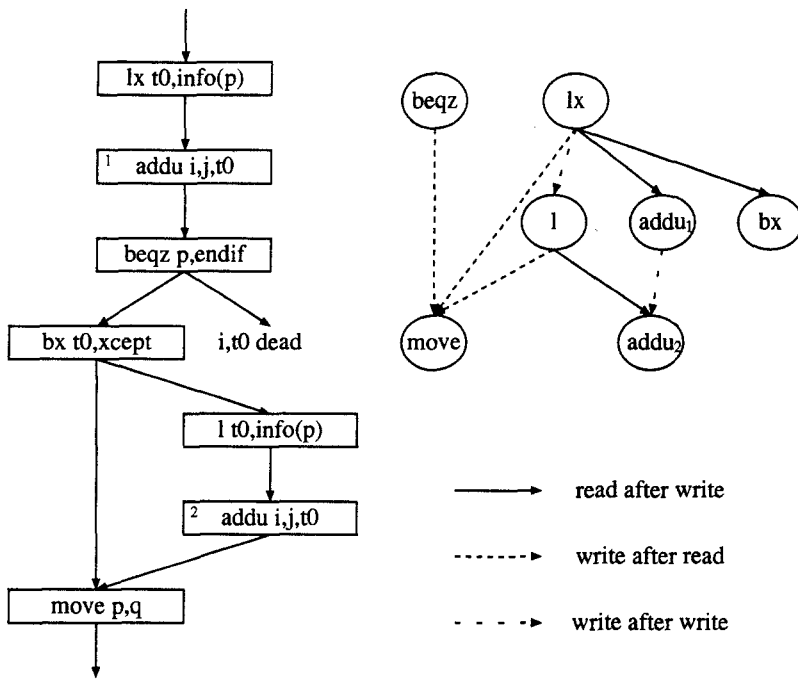 lx t0,info(p)
1 addu i,j,t0
beqz p,endif
bx t0,xcept
i,t0 dead
l t0,info(p)
2 addu i,j,t0
move p,q
beqz
lx
l
addu1
bx
move
addu2
read after write
write after read
write after write